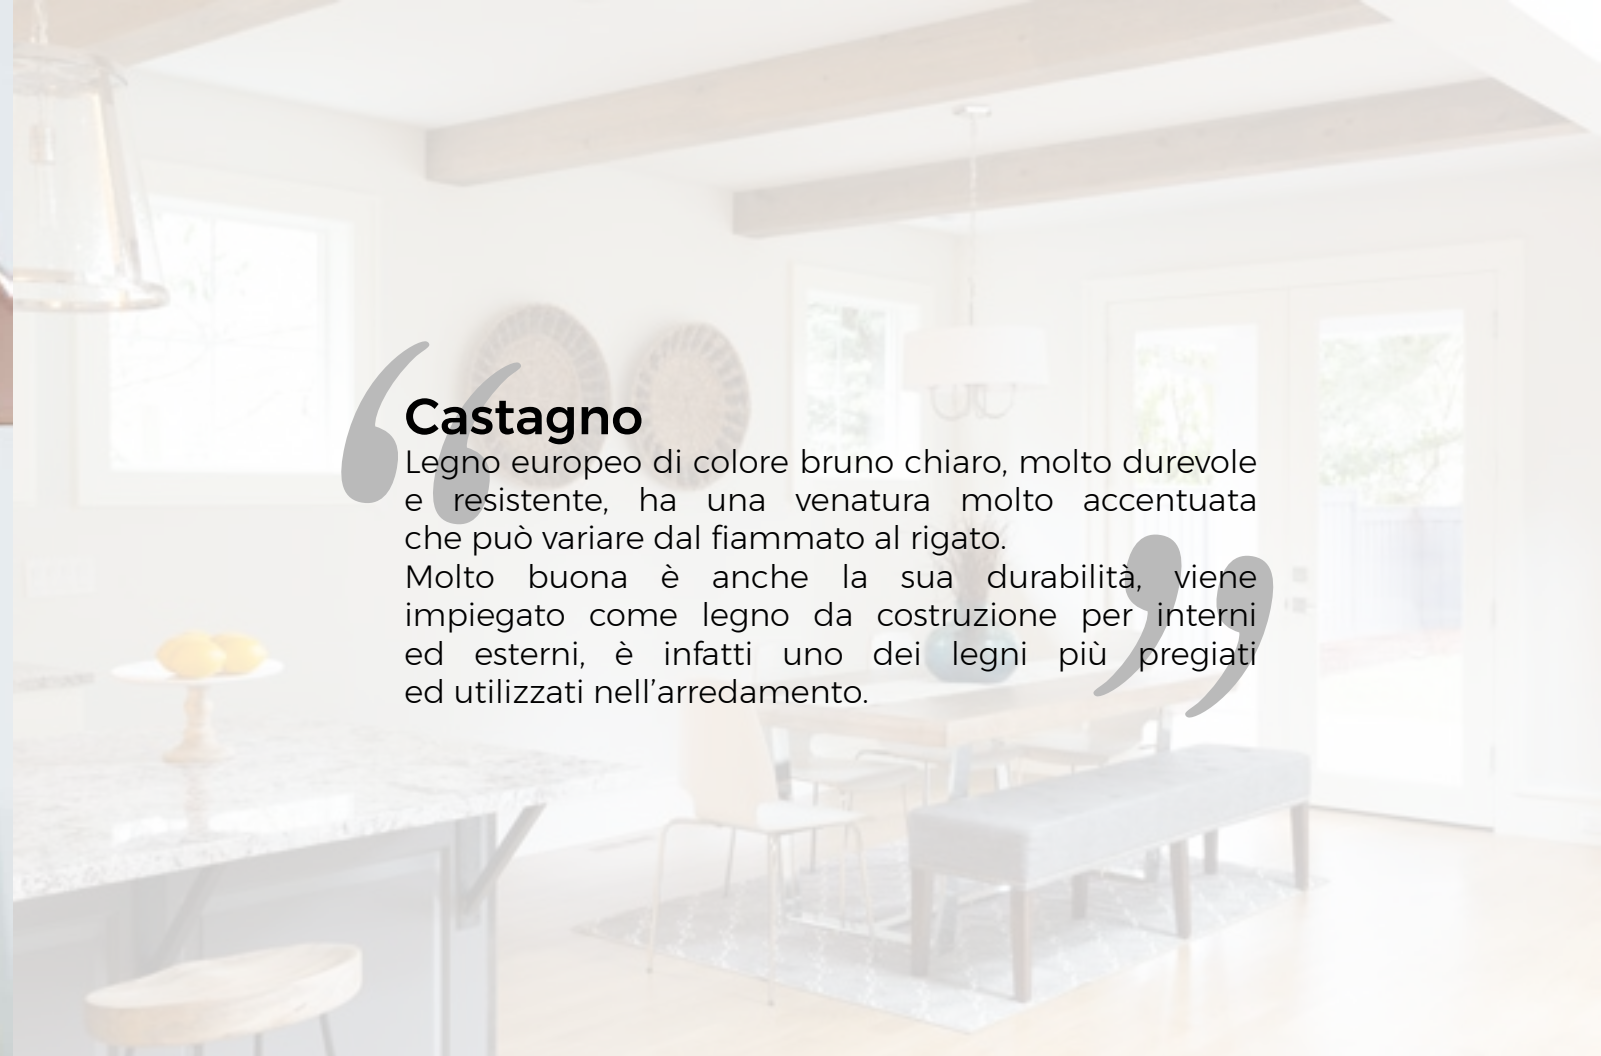 Castagno
Legno europeo di colore bruno chiaro, molto durevole
e resistente, ha una venatura molto accentuata
che può variare dal fiammato al rigato.
Molto buona è anche la sua durabilità, viene
impiegato come legno da costruzione per interni
ed esterni, è infatti uno dei legni più pregiati
ed utilizzati nell’arredamento.